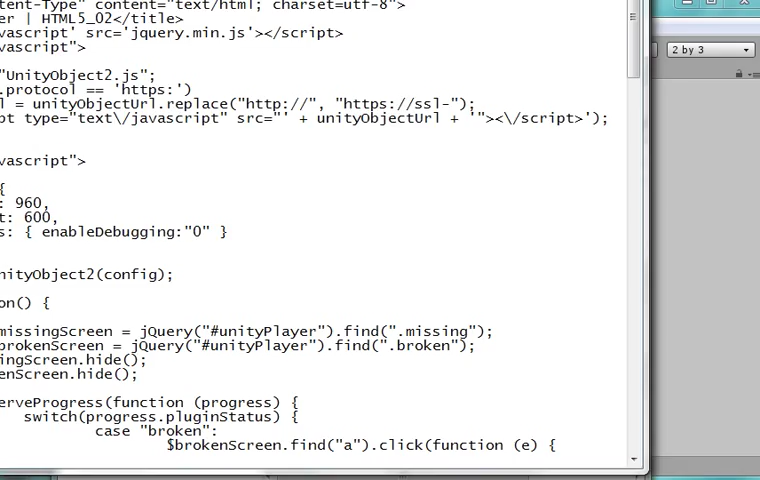 tent-Type" content="text/html; charset=utf-8">
er | HTML5_02</title>
vascript' src='jquery.min.js'></script>
vascript">
"UnityObject2.js";
.protocol == 'https:')
l = unityObjectUrl.replace("http://", "https://ssl-");
pt type="text\/javascript" src="' + unityObjectUrl + '"><\/script>');
vascript">
{
: 960,
t: 600,
s: { enableDebugging:"0" }
nityObject2(config);
on() {
missingScreen = jQuery("#unityPlayer").find(".missing");
brokenScreen = jQuery("#unityPlayer").find(".broken");
ingScreen.hide();
enScreen.hide();
erveProgress(function (progress) {
switch(progress.pluginStatus) {
case "broken":
$brokenScreen.find("a").click(function (e) {
2 by 3